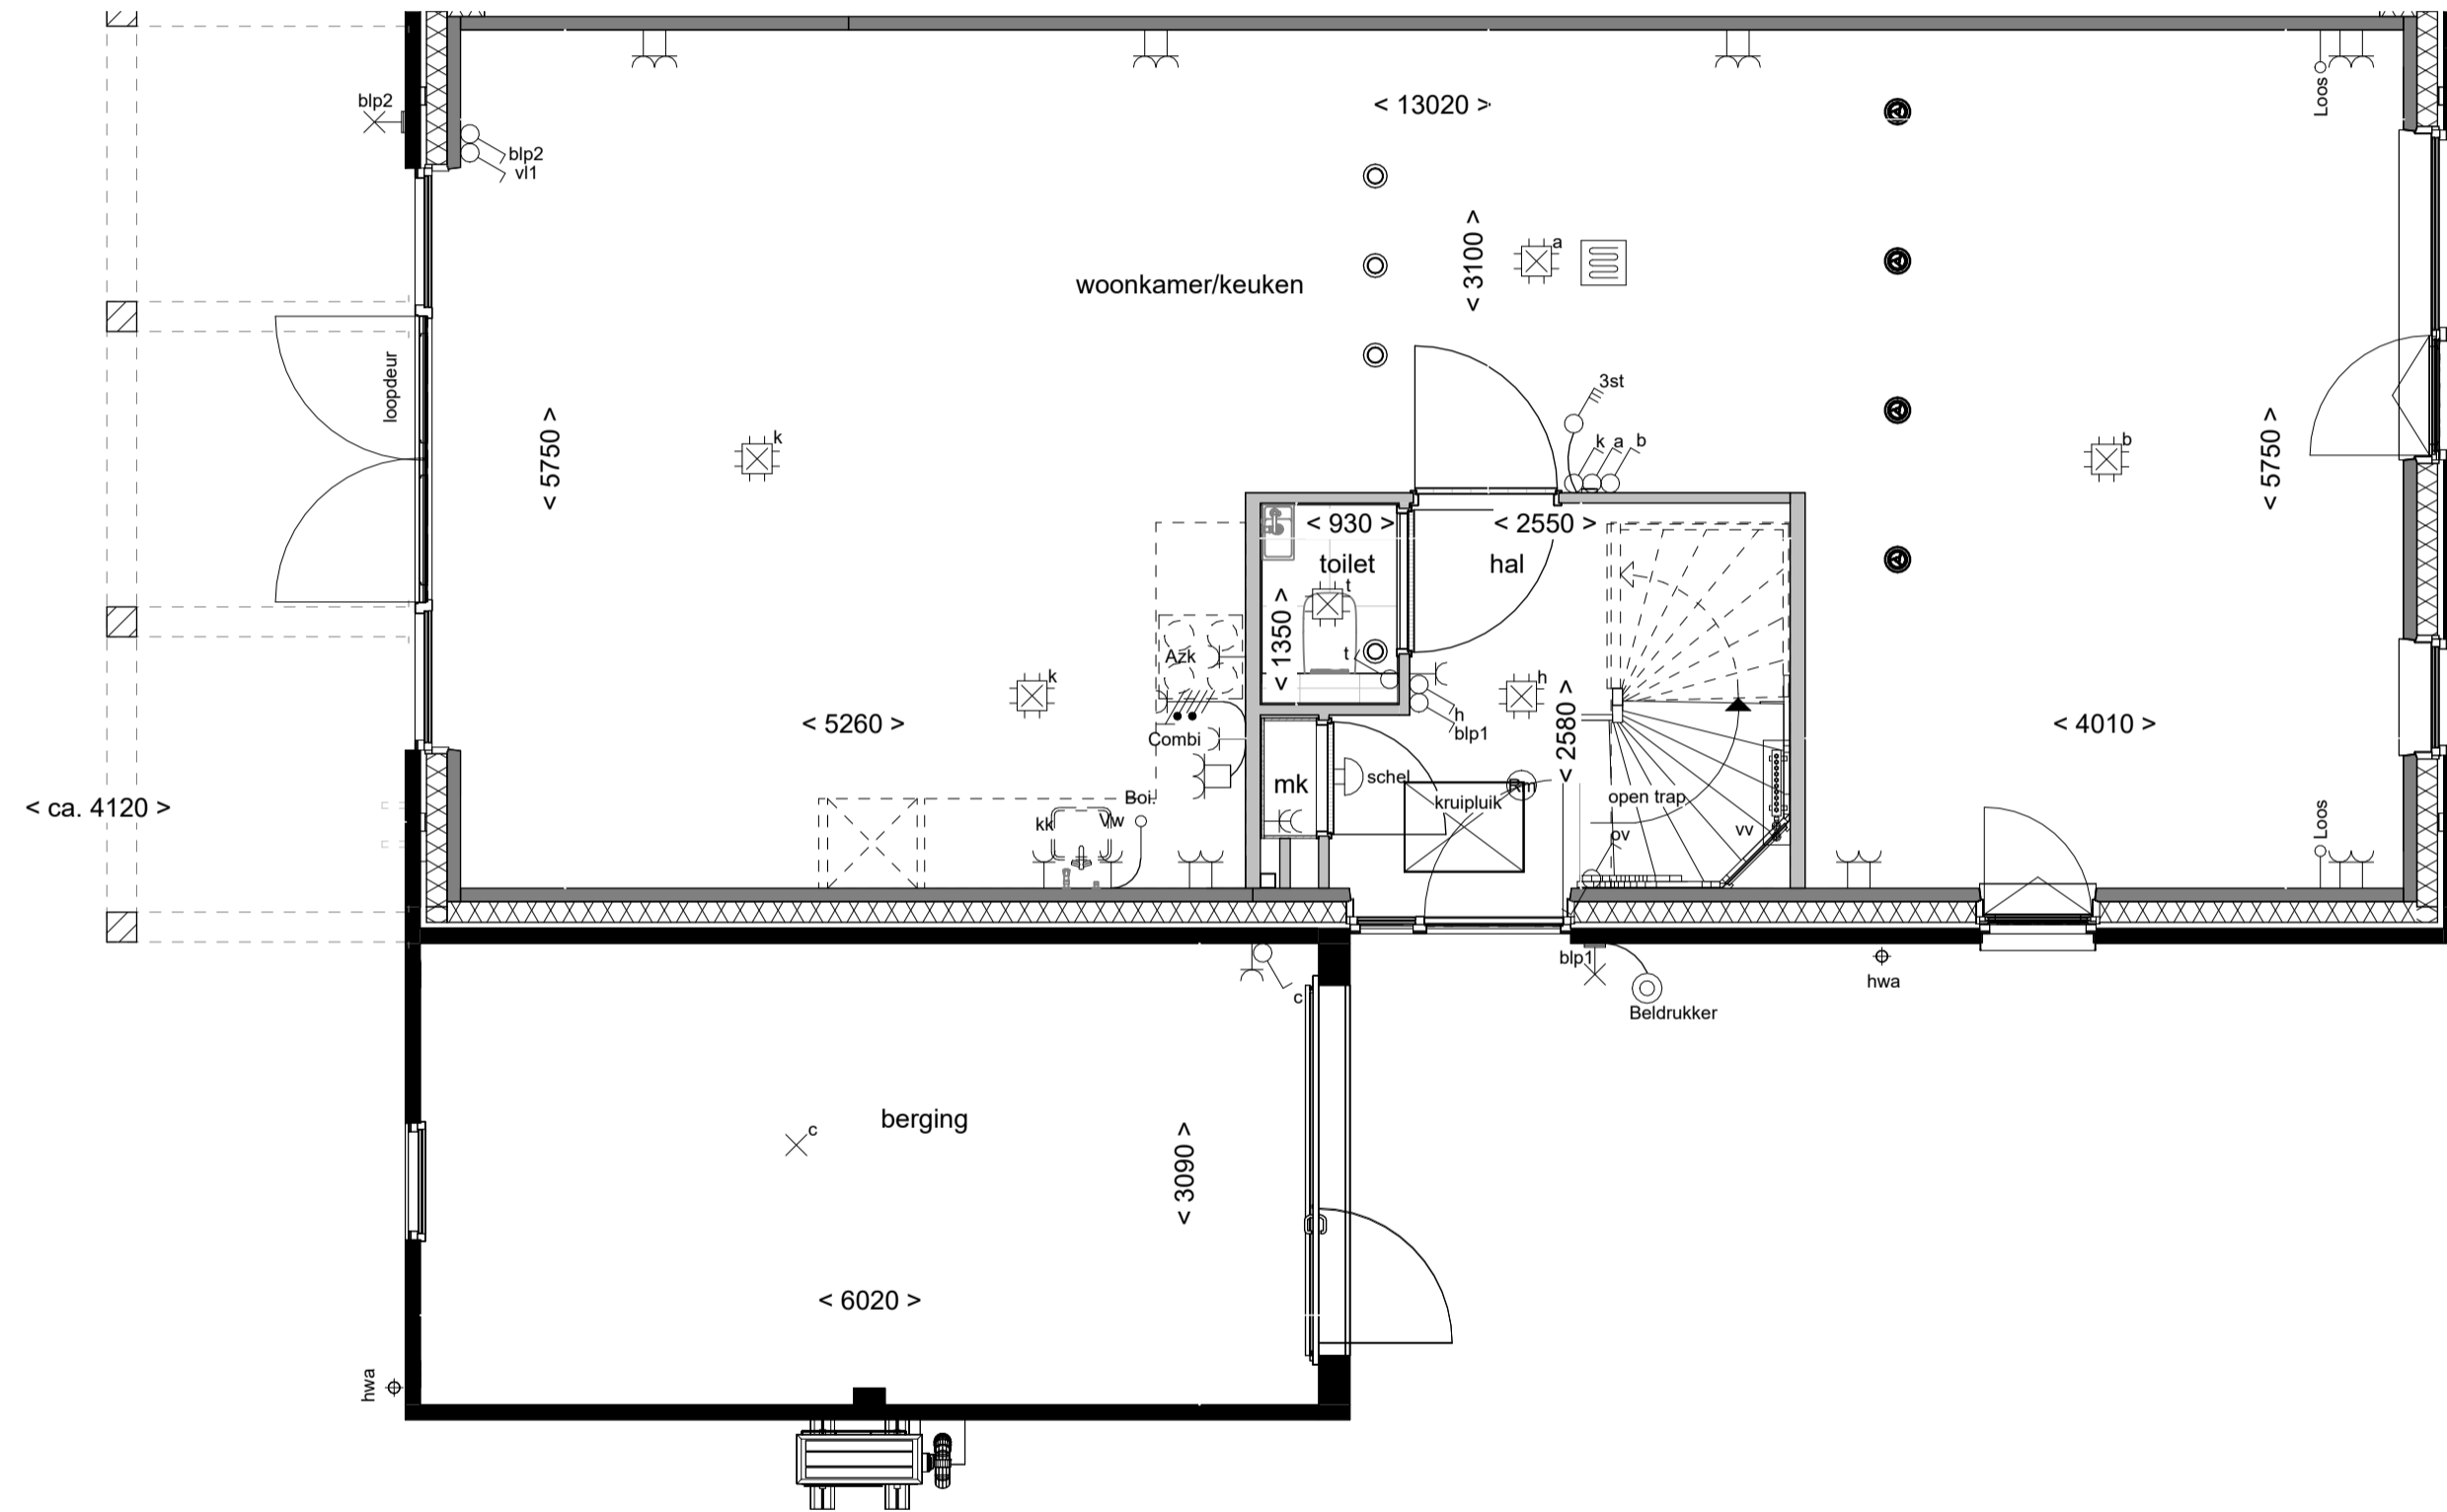 Loos
< 13020 >
blp2
blp2
vl1
< 3100 >
a
woonkamer/keuken
loopdeur
3st
k
a
b
k
b
< 5750 >
< 5750 >
< 930 >
< 2550 >
toilet
hal
t
< 1350 >
t
Azk
k
h
h
blp1
< 5260 >
Combi
< 2580 >
< 4010 >
mk
schel
Rm
kruipluik
open trap
< ca. 4120 >
Boi.
kk
Vw
ov
vv
Loos
blp1
hwa
c
Beldrukker
berging
c
< 3090 >
< 6020 >
hwa